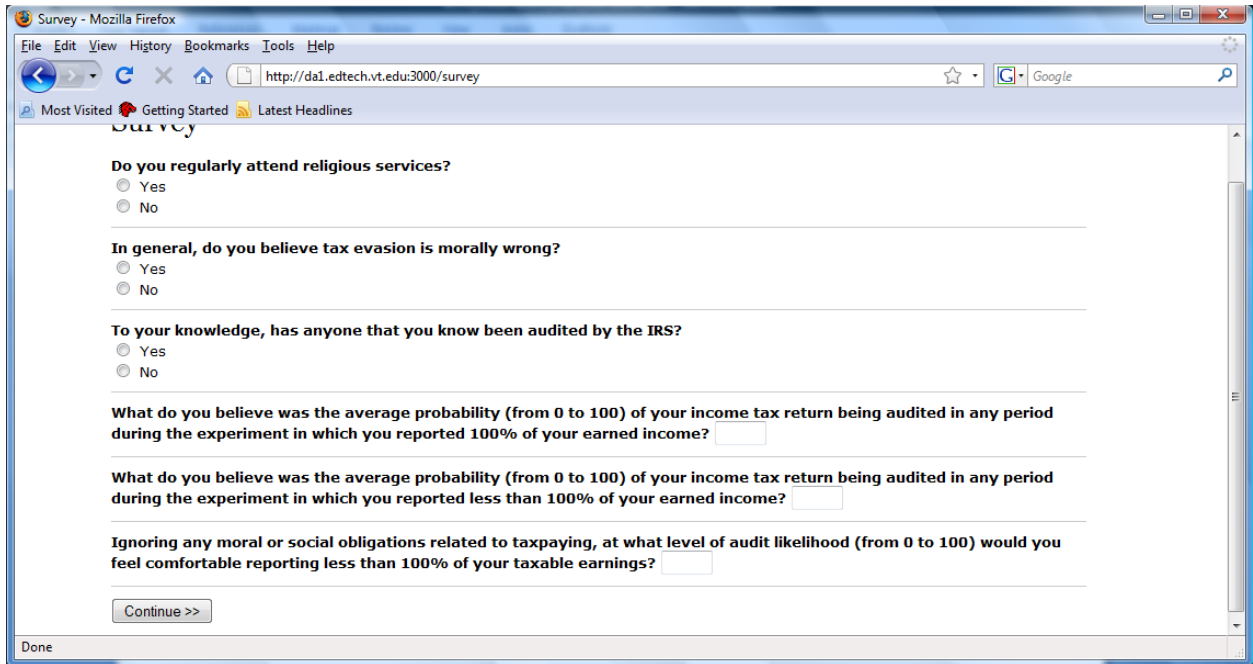 Survey - Mozilla Firefox
File Edit View History Bookmarks Tools Help
http://da1.edtech.vt.edu:3000/survey
G Google
Most Visited Getting Started Latest Headlines
Survey
Do you regularly attend religious services?
Yes
No
In general, do you believe tax evasion is morally wrong?
Yes
No
To your knowledge, has anyone that you know been audited by the IRS?
Yes
No
What do you believe was the average probability (from 0 to 100) of your income tax return being audited in any period
during the experiment in which you reported 100% of your earned income?
What do you believe was the average probability (from 0 to 100) of your income tax return being audited in any period
during the experiment in which you reported less than 100% of your earned income?
Ignoring any moral or social obligations related to taxpaying, at what level of audit likelihood (from 0 to 100) would you
feel comfortable reporting less than 100% of your taxable earnings?
Continue >>
Done